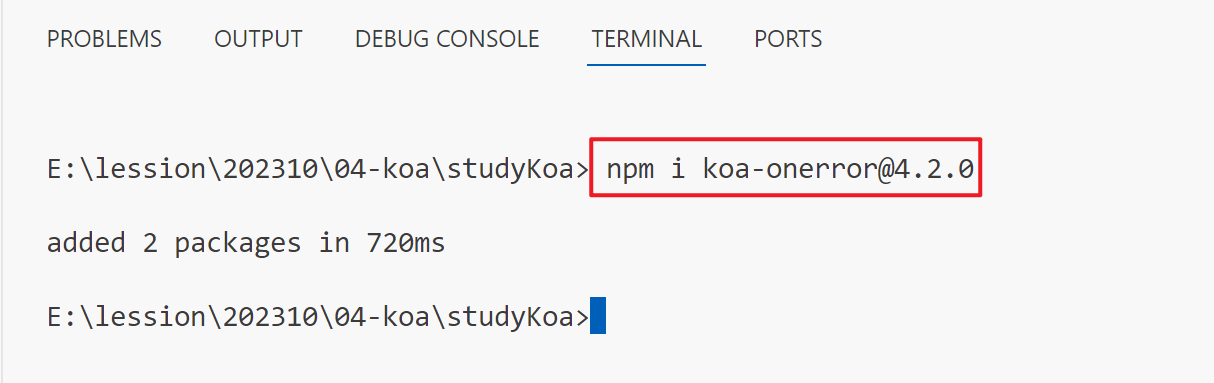 PROBLEMS OUTPUT DEBUG CONSOLE TERMINAL PORTS
E:\lession\202310\04-koa\studyKoa> npm i koa-onerror@4.2.0
added 2 packages in 720ms
E:\lession\202310\04-koa\studyKoa>